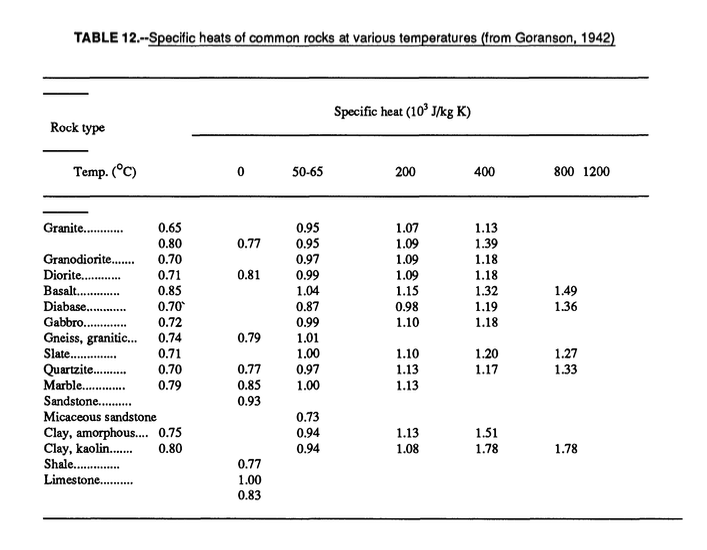 TABLE 12.--Specific heats of common rocks at various temperatures (from Goranson, 1942)
Specific heat (10³ J/kg K)
Rock type
Temp. (°C) 0 50-65 200 400 800 1200
Granite............ 0.65 0.95 1.07 1.13
0.80 0.77 0.95 1.09 1.39
Granodiorite....... 0.70 0.97 1.09 1.18
Diorite............ 0.71 0.81 0.99 1.09 1.18
Basalt............. 0.85 1.04 1.15 1.32 1.49
Diabase............ 0.70 0.87 0.98 1.19 1.36
Gabbro............. 0.72 0.99 1.10 1.18
Gneiss, granitic... 0.74 0.79 1.01
Slate.............. 0.71 1.00 1.10 1.20 1.27
Quartzite.......... 0.70 0.77 0.97 1.13 1.17 1.33
Marble............. 0.79 0.85 1.00 1.13
Sandstone.......... 0.93
Micaceous sandstone 0.73
Clay, amorphous.... 0.75 0.94 1.13 1.51
Clay, kaolin....... 0.80 0.94 1.08 1.78 1.78
Shale.............. 0.77
Limestone.......... 1.00
0.83